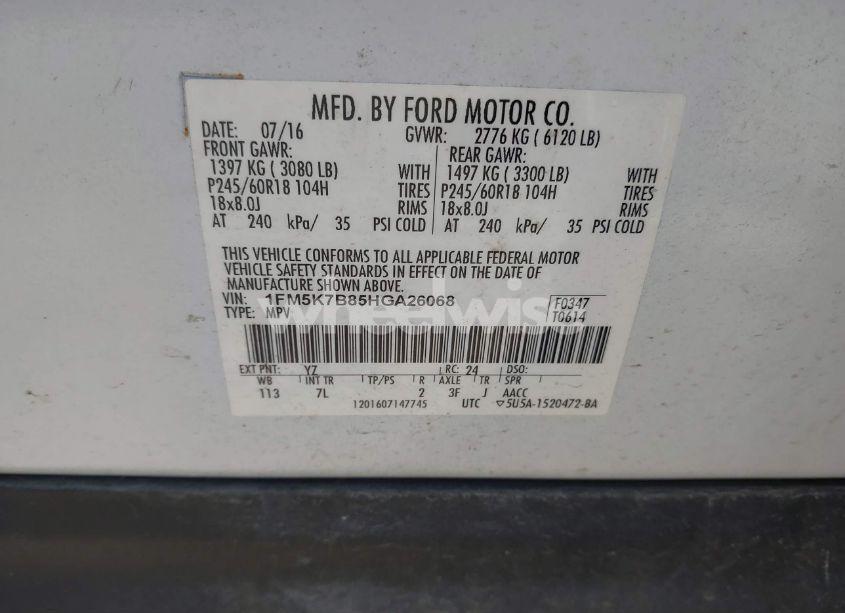 MFD. BY FORD MOTOR CO.
DATE: 07/16 GVWR: 2776 KG ( 6120 LB)
FRONT GAWR: REAR GAWR:
1397 KG ( 3080 LB) WITH 1497 KG ( 3300 LB) WITH
P245/60R18 104H TIRES P245/60R18 104H TIRES
18x8.0J RIMS 18x8.0J RIMS
AT 240 kPa/ 35 PSI COLD AT 240 kPa/ 35 PSI COLD
THIS VEHICLE CONFORMS TO ALL APPLICABLE FEDERAL MOTOR
VEHICLE SAFETY STANDARDS IN EFFECT ON THE DATE OF
MANUFACTURE SHOWN ABOVE.
VIN: 1FM5K7B85HGA26068 F0347
TYPE: MPV T0614
wheelwise
EXT PNT: YZ RC: 24 DSO:
WB INT TR TP/PS R AXLE TR SPR
113 7L 2 3F J AACC
1201607147745 UTC ▽5U5A-1520472-BA